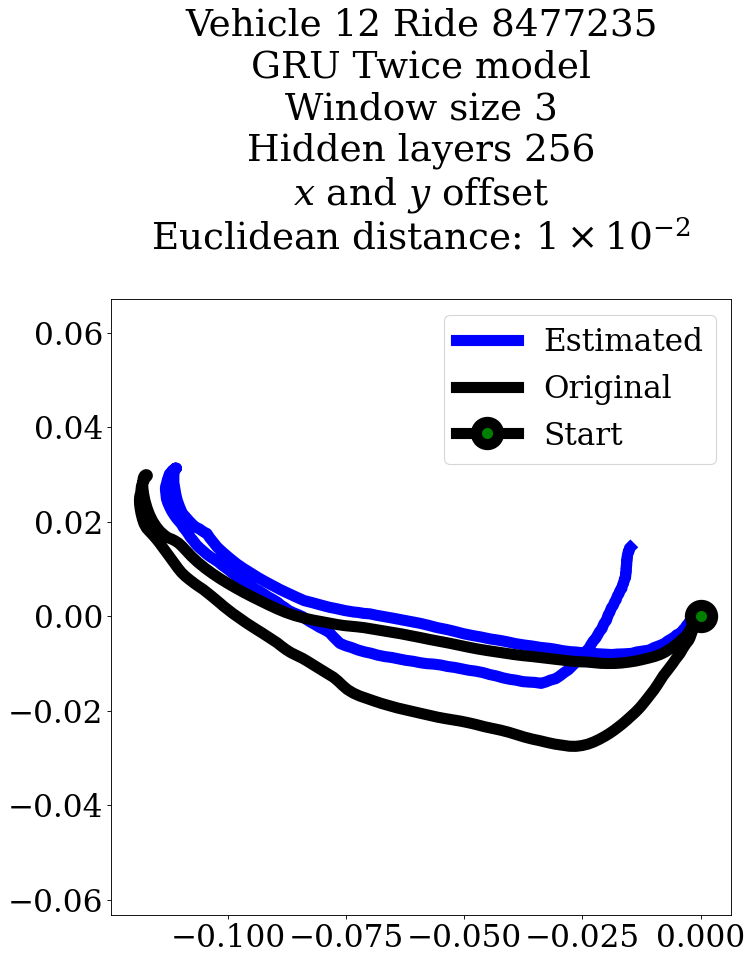 Vehicle 12 Ride 8477235
GRU Twice model
Window size 3
Hidden layers 256
x and y offset
Euclidean distance: 1 × 10⁻²
Estimated
Original
Start
0.06
0.04
0.02
0.00
−0.02
−0.04
−0.06
−0.100 −0.075 −0.050 −0.025 0.000